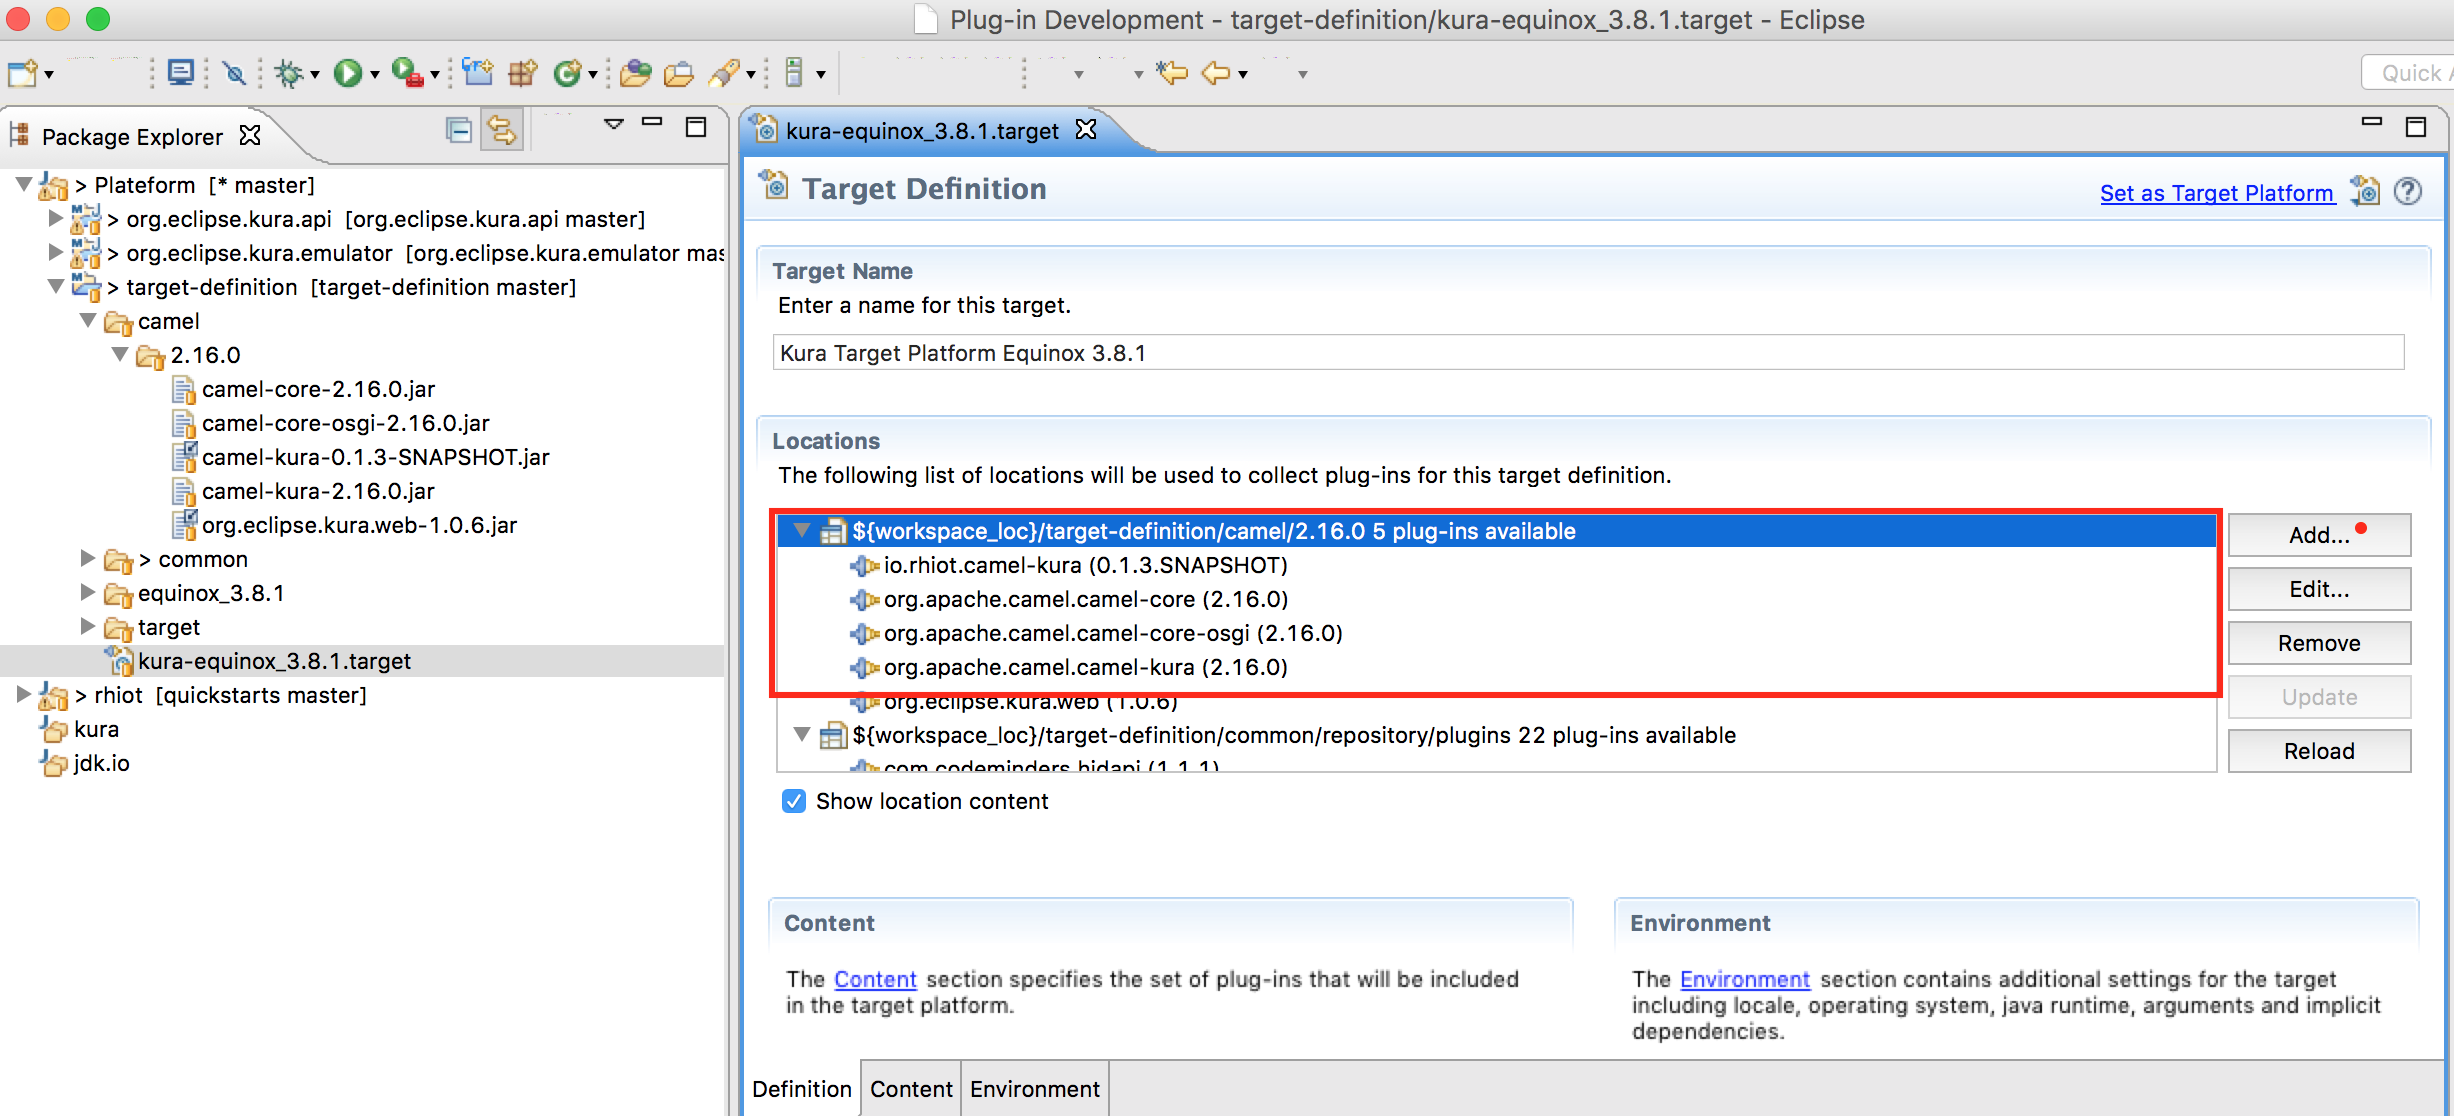 Plug-in Development - target-definition/kura-equinox_3.8.1.target - Eclipse
Quick
Package Explorer
> Plateform [* master]
> org.eclipse.kura.api [org.eclipse.kura.api master]
> org.eclipse.kura.emulator [org.eclipse.kura.emulator mas
> target-definition [target-definition master]
camel
2.16.0
camel-core-2.16.0.jar
camel-core-osgi-2.16.0.jar
camel-kura-0.1.3-SNAPSHOT.jar
camel-kura-2.16.0.jar
org.eclipse.kura.web-1.0.6.jar
> common
equinox_3.8.1
target
kura-equinox_3.8.1.target
> rhiot [quickstarts master]
kura
jdk.io
kura-equinox_3.8.1.target
Target Definition
Set as Target Platform
Target Name
Enter a name for this target.
Kura Target Platform Equinox 3.8.1
Locations
The following list of locations will be used to collect plug-ins for this target definition.
${workspace_loc}/target-definition/camel/2.16.0 5 plug-ins available
io.rhiot.camel-kura (0.1.3.SNAPSHOT)
org.apache.camel.camel-core (2.16.0)
org.apache.camel.camel-core-osgi (2.16.0)
org.apache.camel.camel-kura (2.16.0)
org.eclipse.kura.web (1.0.6)
${workspace_loc}/target-definition/common/repository/plugins 22 plug-ins available
com.codeminders.hidapi (1.1.1)
Add...
Edit...
Remove
Update
Reload
Show location content
Content
The Content section specifies the set of plug-ins that will be included
in the target platform.
Environment
The Environment section contains additional settings for the target
including locale, operating system, java runtime, arguments and implicit
dependencies.
Definition
Content
Environment